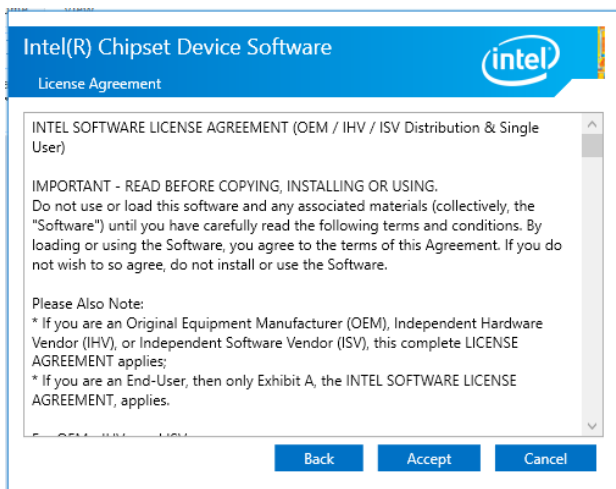 Intel(R) Chipset Device Software
intel
License Agreement
INTEL SOFTWARE LICENSE AGREEMENT (OEM / IHV / ISV Distribution & Single
User)
IMPORTANT - READ BEFORE COPYING, INSTALLING OR USING.
Do not use or load this software and any associated materials (collectively, the
"Software") until you have carefully read the following terms and conditions. By
loading or using the Software, you agree to the terms of this Agreement. If you do
not wish to so agree, do not install or use the Software.
Please Also Note:
* If you are an Original Equipment Manufacturer (OEM), Independent Hardware
Vendor (IHV), or Independent Software Vendor (ISV), this complete LICENSE
AGREEMENT applies;
* If you are an End-User, then only Exhibit A, the INTEL SOFTWARE LICENSE
AGREEMENT, applies.
Back
Accept
Cancel